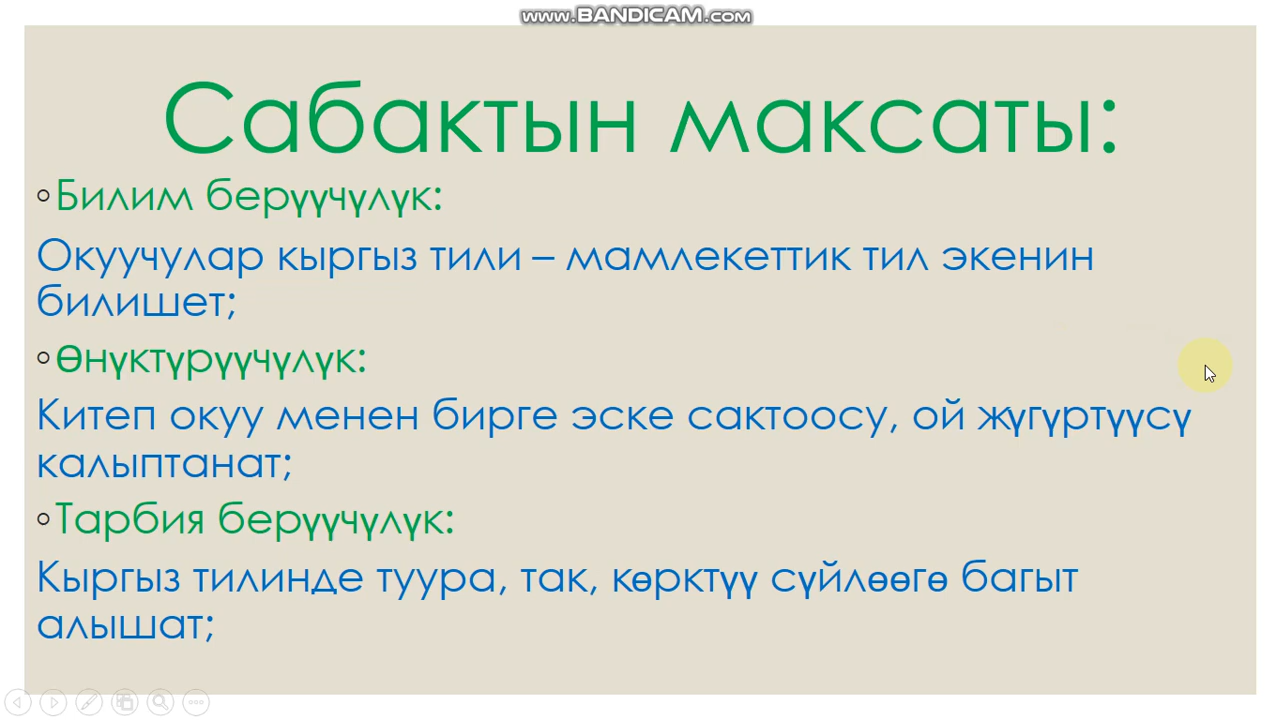 www.BANDICAM.com
Сабактын максаты:
Билим берүүчүлүк:
Окуучулар кыргыз тили – мамлекеттик тил экенин
билишет;
Өнүктүрүүчүлүк:
Китеп окуу менен бирге эске сактоосу, ой жүгүртүүсү
калыптанат;
Тарбия берүүчүлүк:
Кыргыз тилинде туура, так, көрктүү сүйлөөгө багыт
алышат;